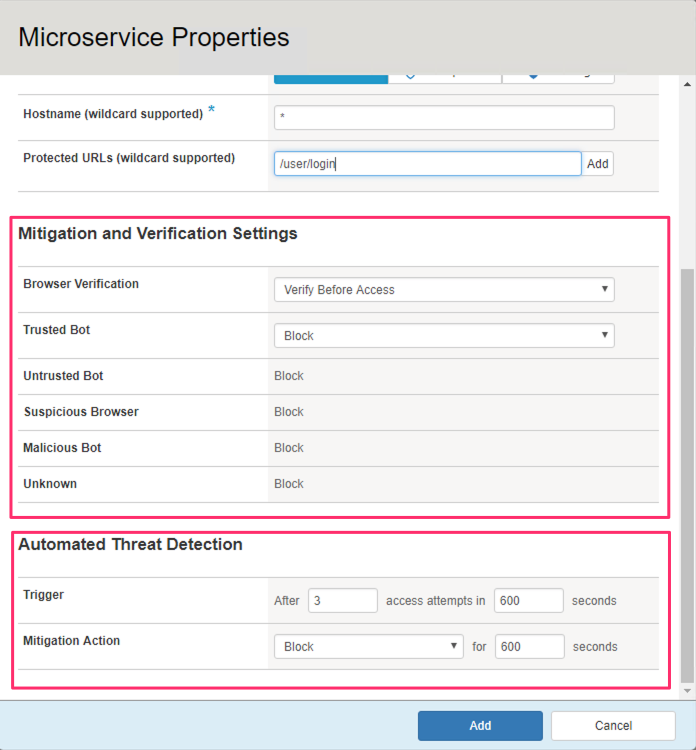 Microservice Properties
Hostname (wildcard supported) *
*
Protected URLs (wildcard supported)
/user/login
Add
Mitigation and Verification Settings
Browser Verification
Verify Before Access
Trusted Bot
Block
Untrusted Bot
Block
Suspicious Browser
Block
Malicious Bot
Block
Unknown
Block
Automated Threat Detection
Trigger
After 3 access attempts in 600 seconds
Mitigation Action
Block for 600 seconds
Add
Cancel